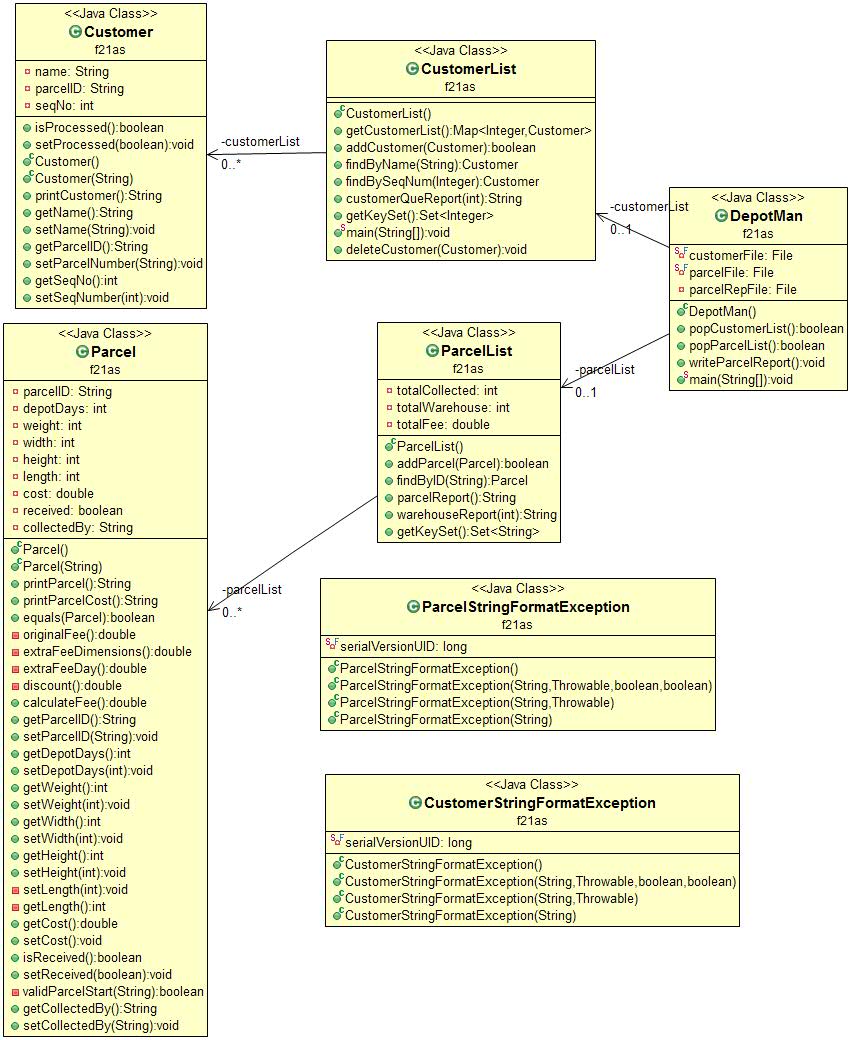 <<Java Class>>
Customer
f21as
name: String
parcelID: String
seqNo: int
isProcessed():boolean
setProcessed(boolean):void
Customer()
Customer(String)
printCustomer():String
getName():String
setName(String):void
getParcelID():String
setParcelNumber(String):void
getSeqNo():int
setSeqNumber(int):void
-customerList
0..*
<<Java Class>>
CustomerList
f21as
CustomerList()
getCustomerList():Map<Integer,Customer>
addCustomer(Customer):boolean
findByName(String):Customer
findBySeqNum(Integer):Customer
customerQueReport(int):String
getKeySet():Set<Integer>
main(String[]):void
deleteCustomer(Customer):void
-customerList
0..1
<<Java Class>>
DepotMan
f21as
customerFile: File
parcelFile: File
parcelRepFile: File
DepotMan()
popCustomerList():boolean
popParcelList():boolean
writeParcelReport():void
main(String[]):void
<<Java Class>>
Parcel
f21as
parcelID: String
depotDays: int
weight: int
width: int
height: int
length: int
cost: double
received: boolean
collectedBy: String
Parcel()
Parcel(String)
printParcel():String
printParcelCost():String
equals(Parcel):boolean
originalFee():double
extraFeeDimensions():double
extraFeeDay():double
discount():double
calculateFee():double
getParcelID():String
setParcelID(String):void
getDepotDays():int
setDepotDays(int):void
getWeight():int
setWeight(int):void
getWidth():int
setWidth(int):void
getHeight():int
setHeight(int):void
setLength(int):void
getLength():int
getCost():double
setCost():void
isReceived():boolean
setReceived(boolean):void
validParcelStart(String):boolean
getCollectedBy():String
setCollectedBy(String):void
-parcelList
0..*
<<Java Class>>
ParcelList
f21as
totalCollected: int
totalWarehouse: int
totalFee: double
ParcelList()
addParcel(Parcel):boolean
findByID(String):Parcel
parcelReport():String
warehouseReport(int):String
getKeySet():Set<String>
-parcelList
0..1
<<Java Class>>
ParcelStringFormatException
f21as
serialVersionUID: long
ParcelStringFormatException()
ParcelStringFormatException(String,Throwable,boolean,boolean)
ParcelStringFormatException(String,Throwable)
ParcelStringFormatException(String)
<<Java Class>>
CustomerStringFormatException
f21as
serialVersionUID: long
CustomerStringFormatException()
CustomerStringFormatException(String,Throwable,boolean,boolean)
CustomerStringFormatException(String,Throwable)
CustomerStringFormatException(String)